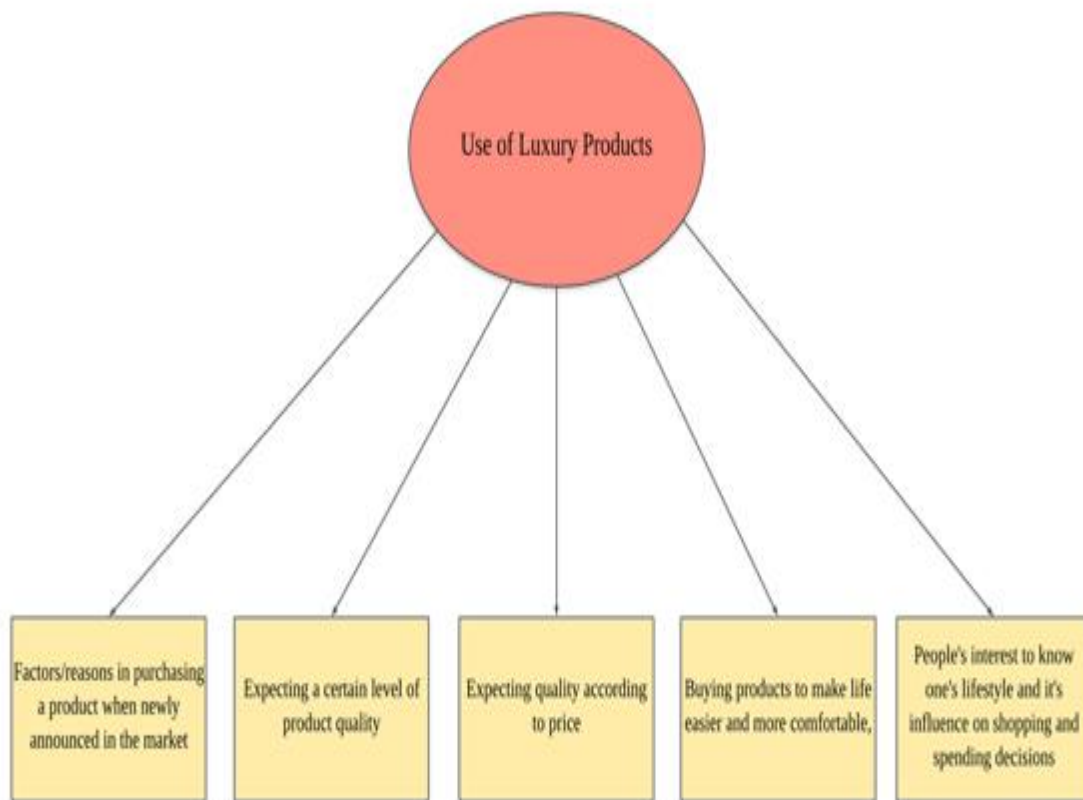 Use of Luxury Products
Factors/reasons in purchasing
a product when newly
announced in the market
Expecting a certain level of
product quality
Expecting quality according
to price
Buying products to make life
easier and more comfortable,
People's interest to know
one's lifestyle and it's
influence on shopping and
spending decisions